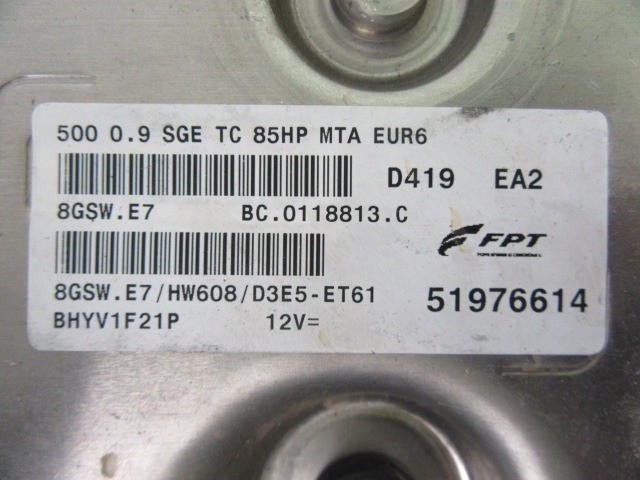 500 0.9 SGE TC 85HP MTA EUR6
D419 EA2
8GSW.E7 BC.0118813.C
FPT
8GSW.E7/HW608/D3E5-ET61 51976614
BHYV1F21P 12V=